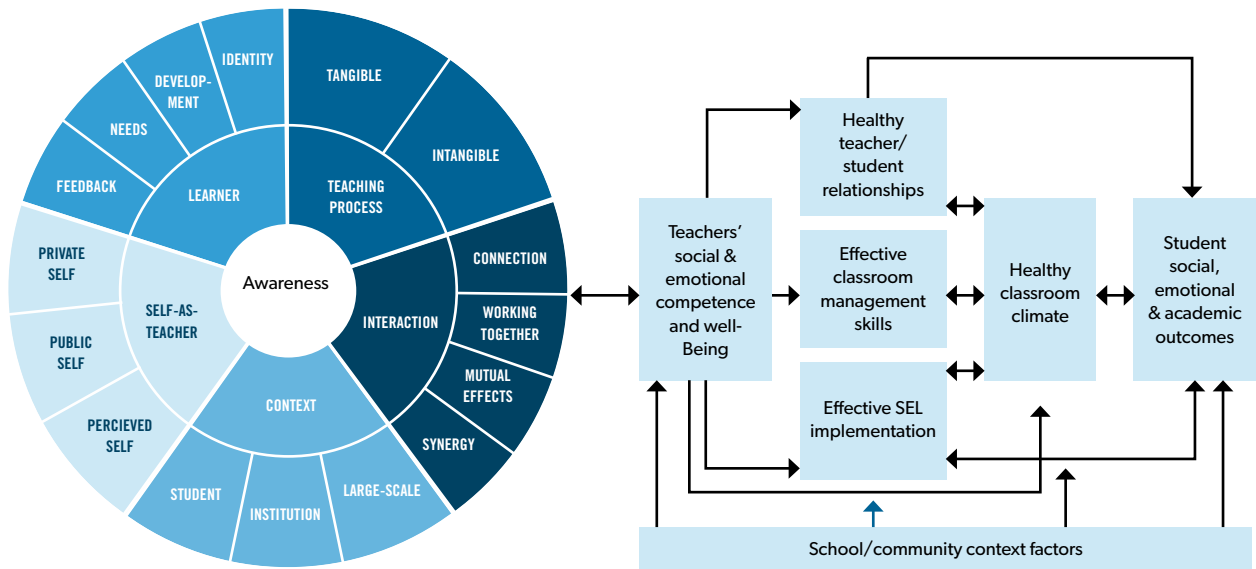 IDENTITY
DEVELOP-
MENT
NEEDS
FEEDBACK
LEARNER
TANGIBLE
INTANGIBLE
TEACHING
PROCESS
PRIVATE
SELF
PUBLIC
SELF
PERCIEVED
SELF
SELF-AS-
TEACHER
Awareness
INTERACTION
CONNECTION
WORKING
TOGETHER
MUTUAL
EFFECTS
SYNERGY
CONTEXT
STUDENT
INSTITUTION
LARGE-SCALE
Teachers'
social &
emotional
competence
and well-
Being
Healthy
teacher/
student
relationships
Effective
classroom
management
skills
Effective SEL
implementation
Healthy
classroom
climate
Student
social,
emotional
& academic
outcomes
School/community context factors